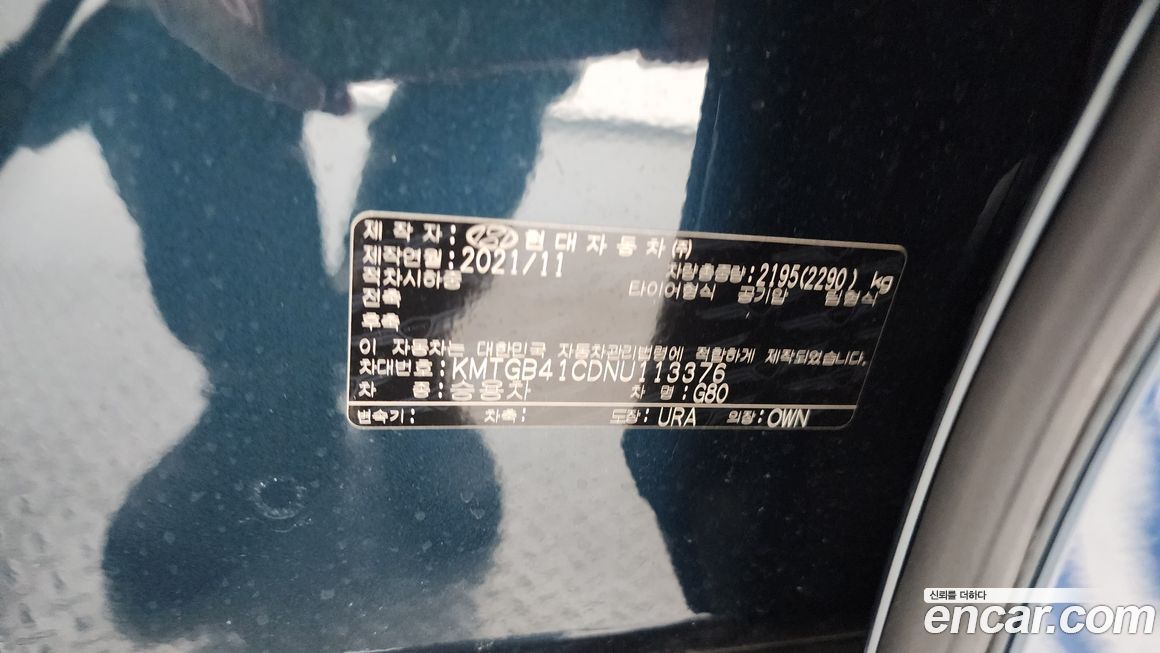 제 작 자 : 현 대 자 동 차 ㈜
제작연월 : 2021/11 차량총중량 : 2195(2290) kg
적차시하중 타이어형식 공기압 림형식
전축
후축
이 자동차는 대한민국 자동차관리법령에 적합하게 제작되었습니다.
차대번호 : KMTGB41CDNU113376
차 종 : 승용차 차 명 : G80
변속기 : 차축 : 도장 : URA 의장 : OWN
신뢰를 더하다
encar.com